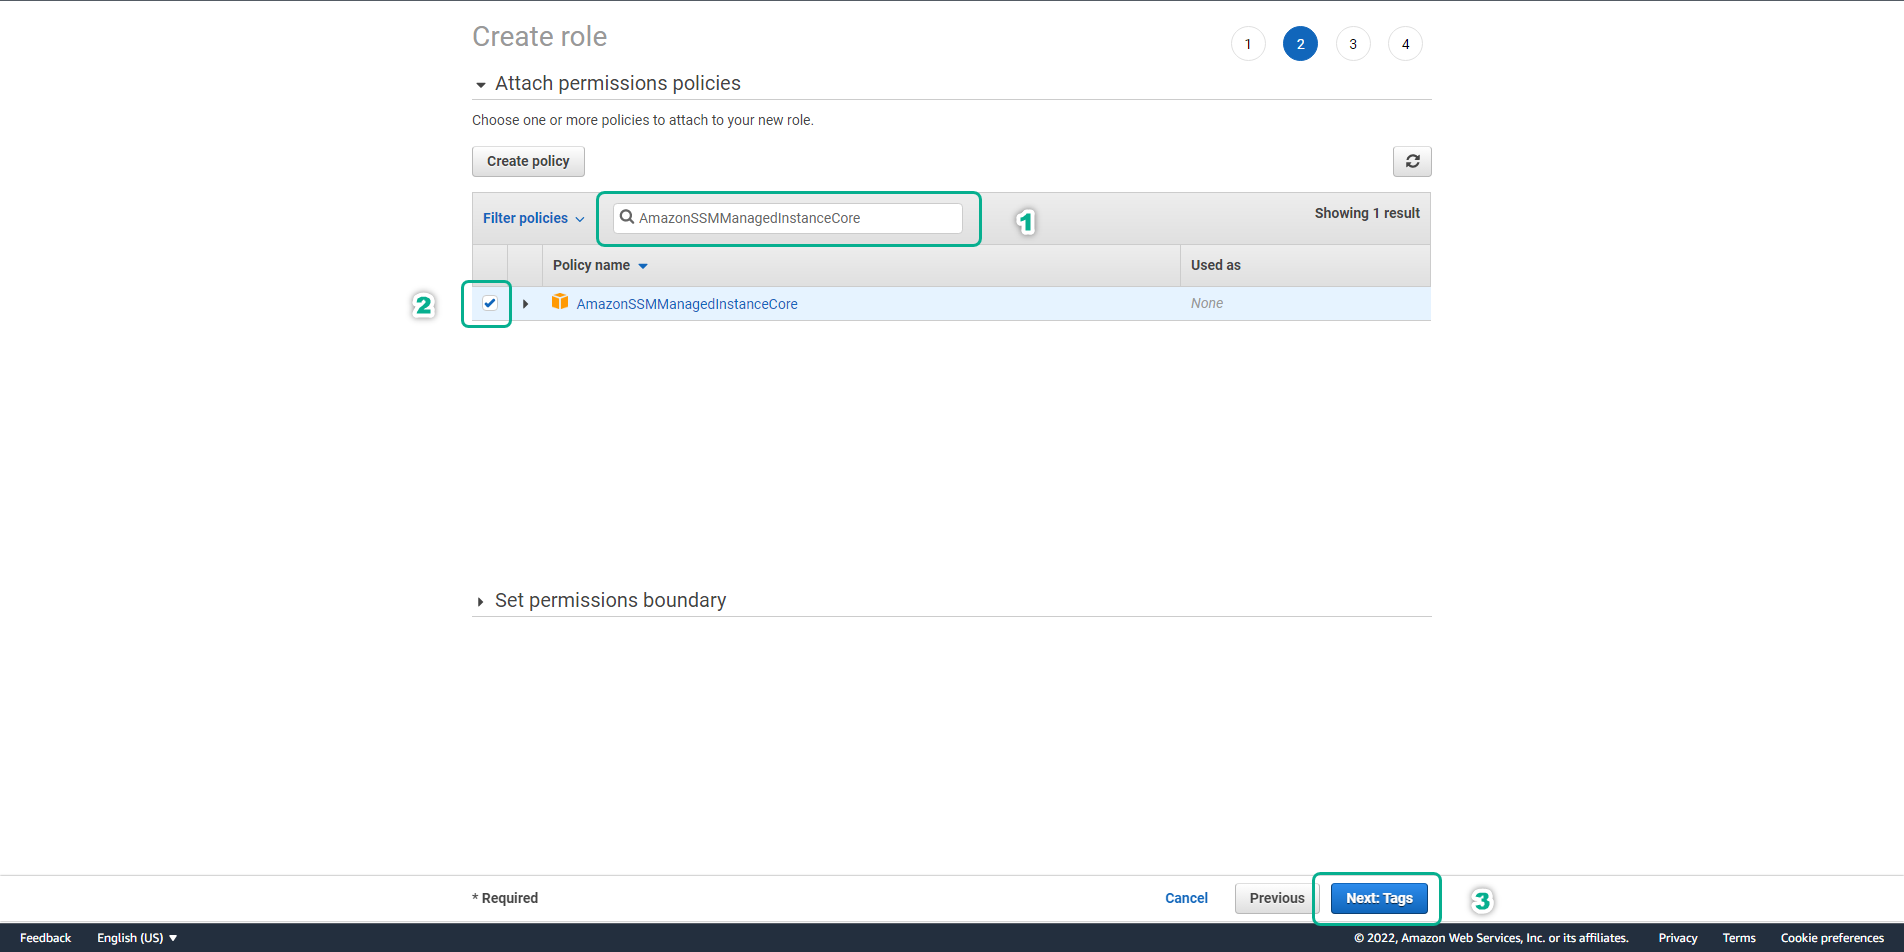 Create role
1 2 3 4
Attach permissions policies
Choose one or more policies to attach to your new role.
Create policy
Filter policies AmazonSSMManagedInstanceCore 1 Showing 1 result
Policy name Used as
2 AmazonSSMManagedInstanceCore None
Set permissions boundary
* Required Cancel Previous Next: Tags 3
Feedback English (US) © 2022, Amazon Web Services, Inc. or its affiliates. Privacy Terms Cookie preferences